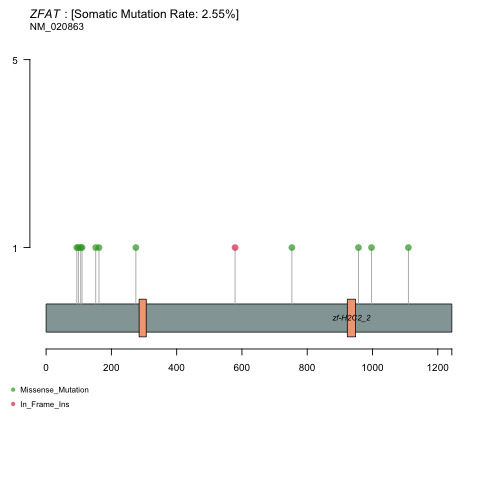 ZFAT : [Somatic Mutation Rate: 2.55%]
NM_020863
5
1
zf-H2C2_2
0 200 400 600 800 1000 1200
Missense_Mutation
In_Frame_Ins